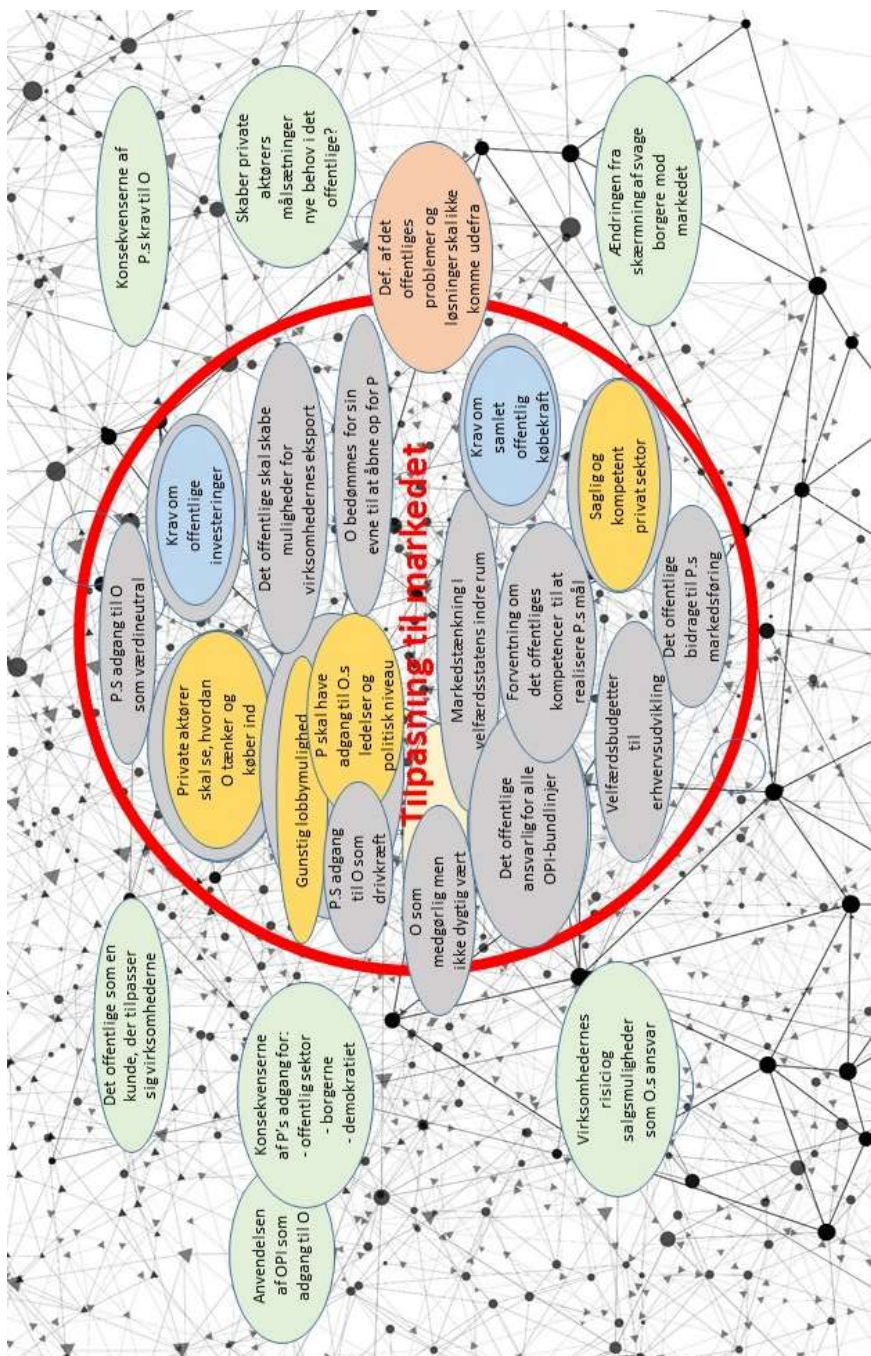 Det offentlige som en
kunde, der tilpasser
sig virksomhederne
P.S adgang til O
som værdineutral
Konsekvenserne af
P.s krav til O
Private aktører
skal se, hvordan
O tænker og
køber ind
Krav om
offentlige
investeringer
Skaber private
aktørers
målsætninger
nye behov i det
offentlige?
Anvendelsen
af OPI som
adgang til O
Konsekvenserne
af P's adgang for:
- offentlig sektor
- borgerne
- demokratiet
Gunstig lobbymulighed
Det offentlige skal skabe
muligheder for
virksomhedernes eksport
P.S adgang
til O som
drivkræft
P skal have
adgang til O.s
ledelser og
politisk niveau
O bedømmes for sin
evne til at åbne op for P
Def. af det
offentliges
problemer og
løsninger skal ikke
komme udefra
Tilpasning til markedet
O som
medgørlig men
ikke dygtig vært
Markedstænkning I
velfærdsstatens indre rum
Krav om
samlet
offentlig
købekraft
Det offentlige
ansvarlig for alle
OPI-bundlinjer
Forventning om
det offentliges
kompetencer til at
realisere P.s mål
Saglig og
kompetent
privat sektor
Virksomhedernes
risici og
salgsmuligheder
som O.s ansvar
Velfærdsbudgetter
til
erhvervsudvikling
Det offentlige
bidrage til P.s
markedsføring
Ændringen fra
skærmning af svage
borgere mod
markedet